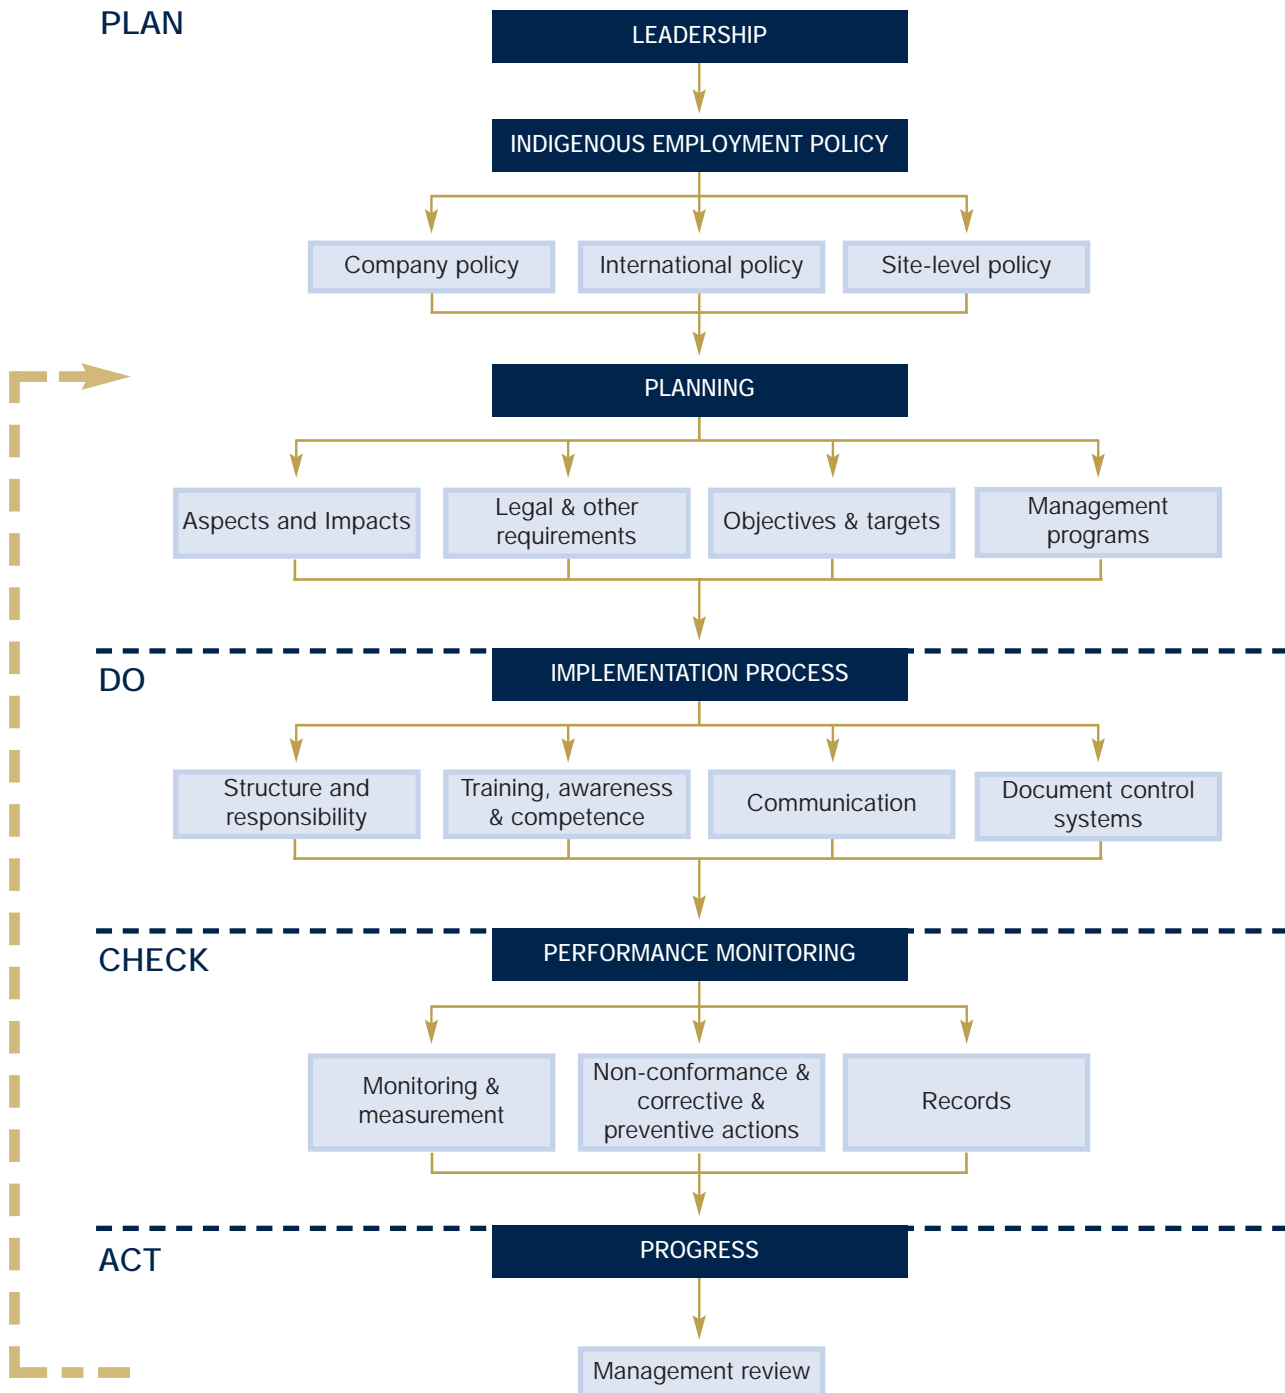 PLAN
LEADERSHIP
INDIGENOUS EMPLOYMENT POLICY
Company policy
International policy
Site-level policy
PLANNING
Aspects and Impacts
Legal & other
requirements
Objectives & targets
Management
programs
DO
IMPLEMENTATION PROCESS
Structure and
responsibility
Training, awareness
& competence
Communication
Document control
systems
CHECK
PERFORMANCE MONITORING
Monitoring &
measurement
Non-conformance &
corrective &
preventive actions
Records
ACT
PROGRESS
Management review